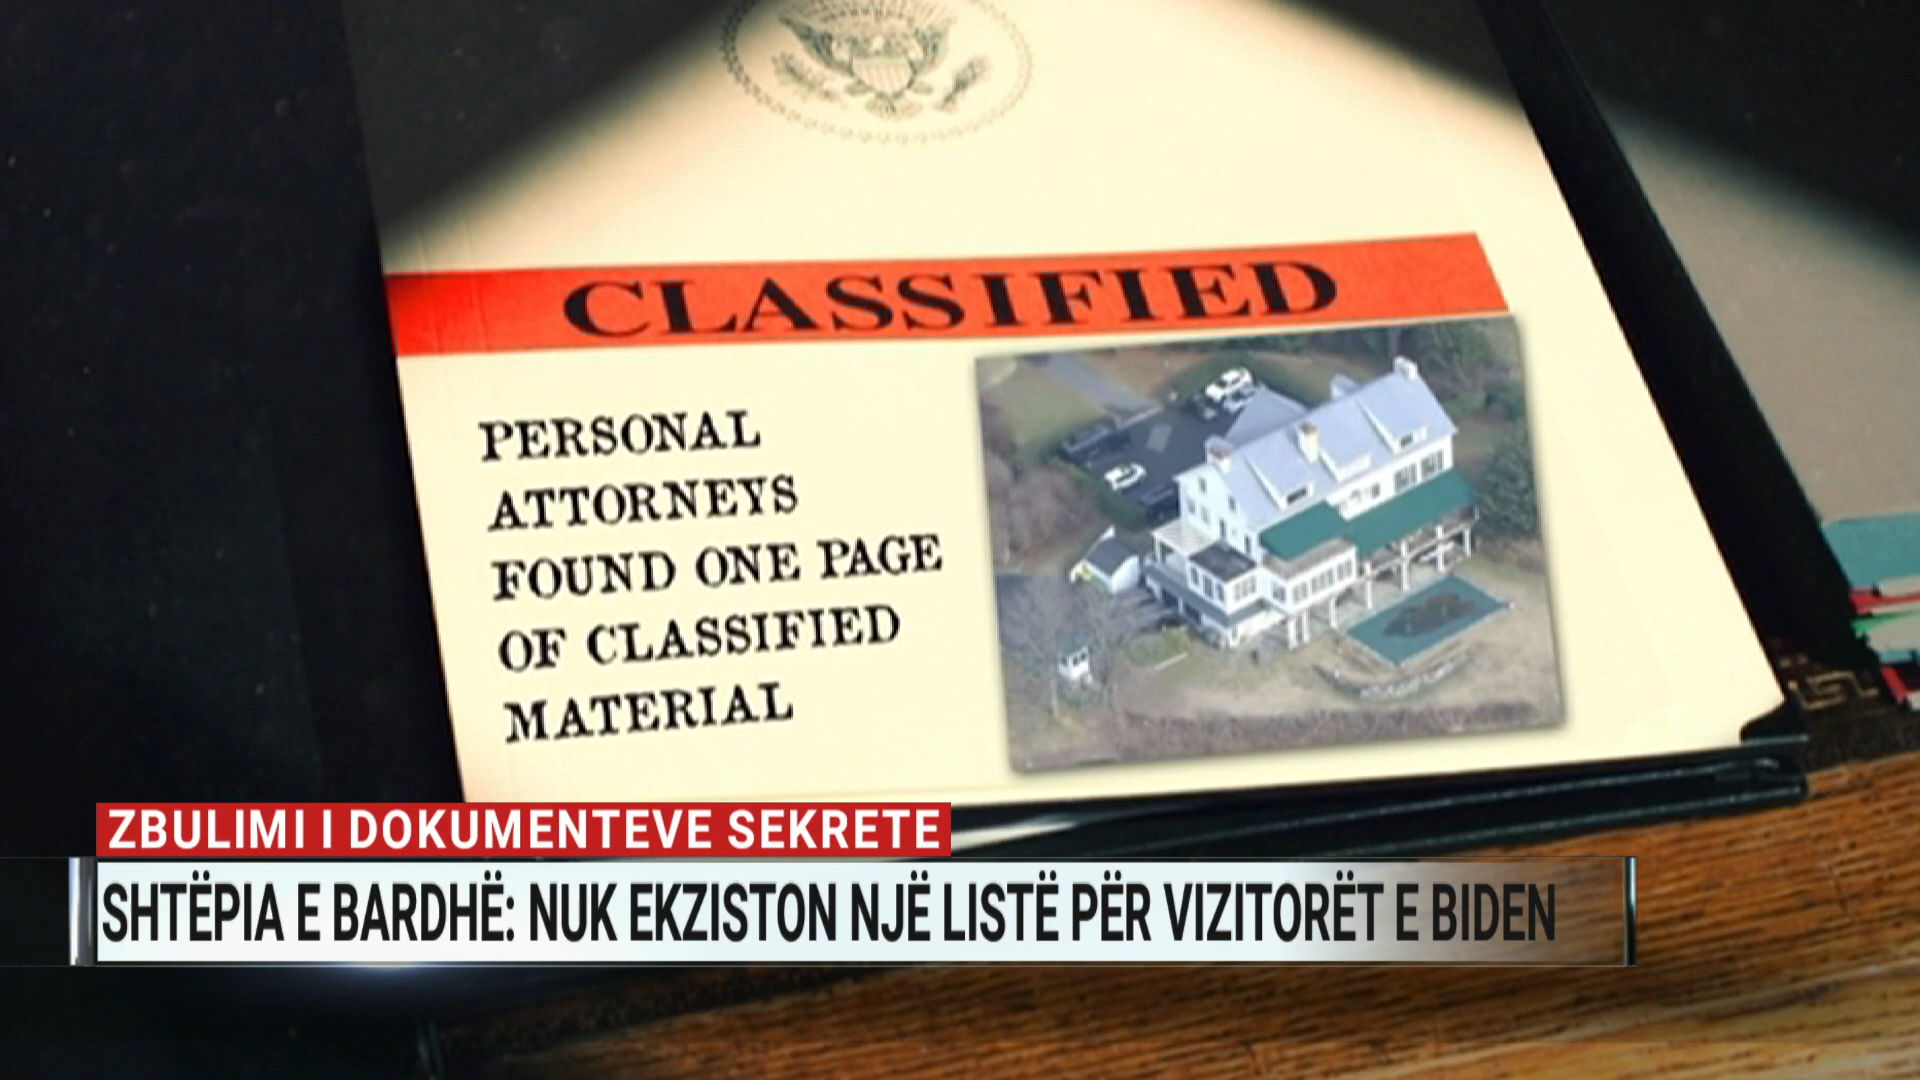 CLASSIFIED
PERSONAL
ATTORNEYS
FOUND ONE PAGE
OF CLASSIFIED
MATERIAL
ZBULIMI I DOKUMENTEVE SEKRETE
SHTËPIA E BARDHË: NUK EKZISTON NJË LISTË PËR VIZITORËT E BIDEN